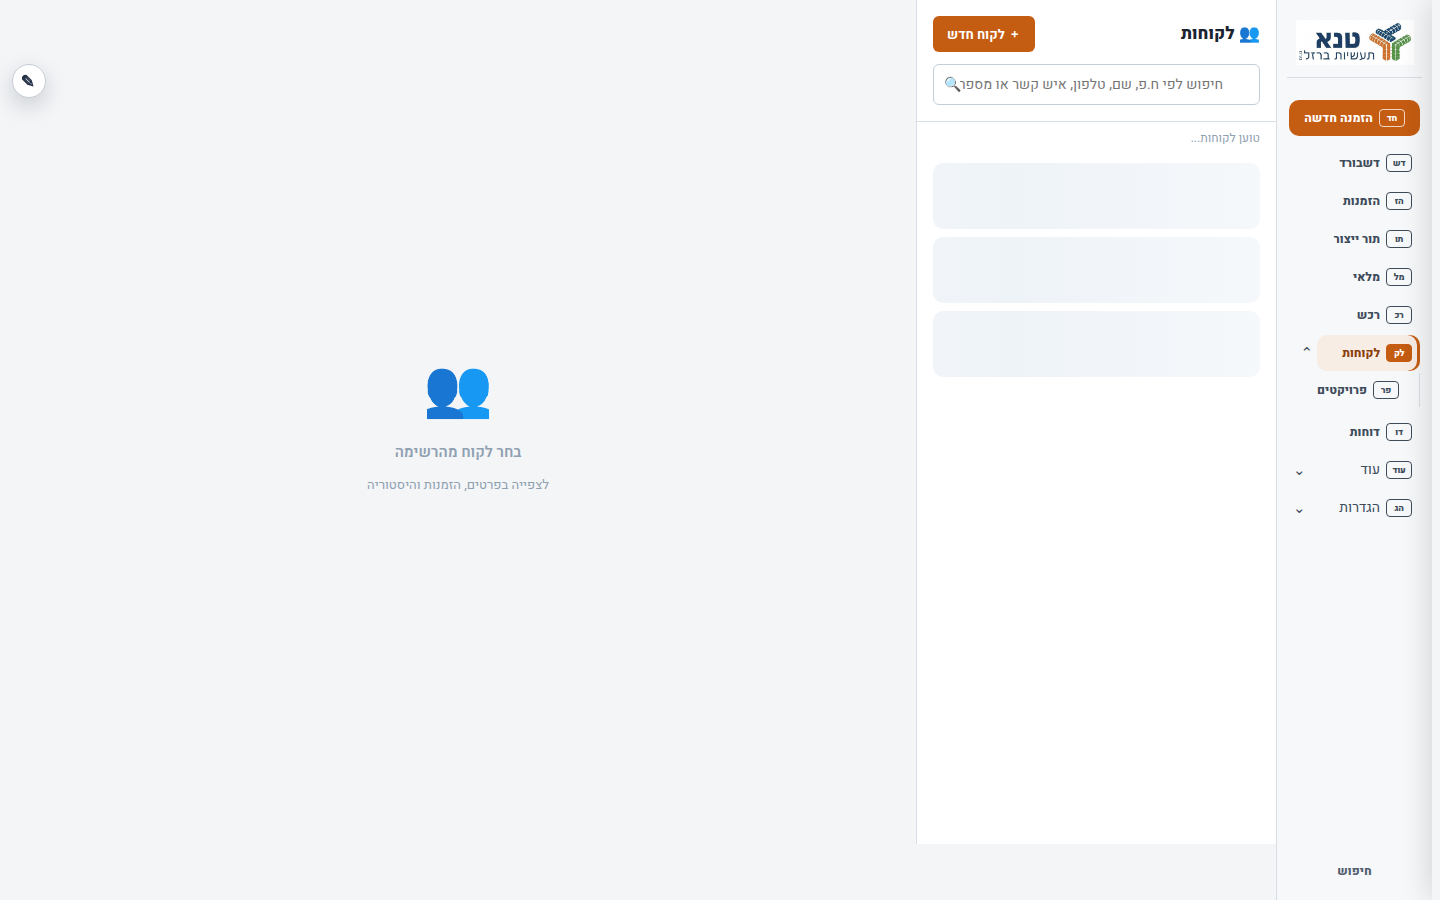 טנא
תעשיות ברזל
חד הזמנה חדשה
דש דשבורד
הז הזמנות
תו תור ייצור
מל מלאי
רכ רכש
לק לקוחות
פר פרויקטים
דו דוחות
עוד עוד
הג הגדרות
חיפוש
👥 לקוחות
+ לקוח חדש
חיפוש לפי ח.פ, שם, טלפון, איש קשר או מספר
טוען לקוחות...
בחר לקוח מהרשימה
לצפייה בפרטים, הזמנות והיסטוריה